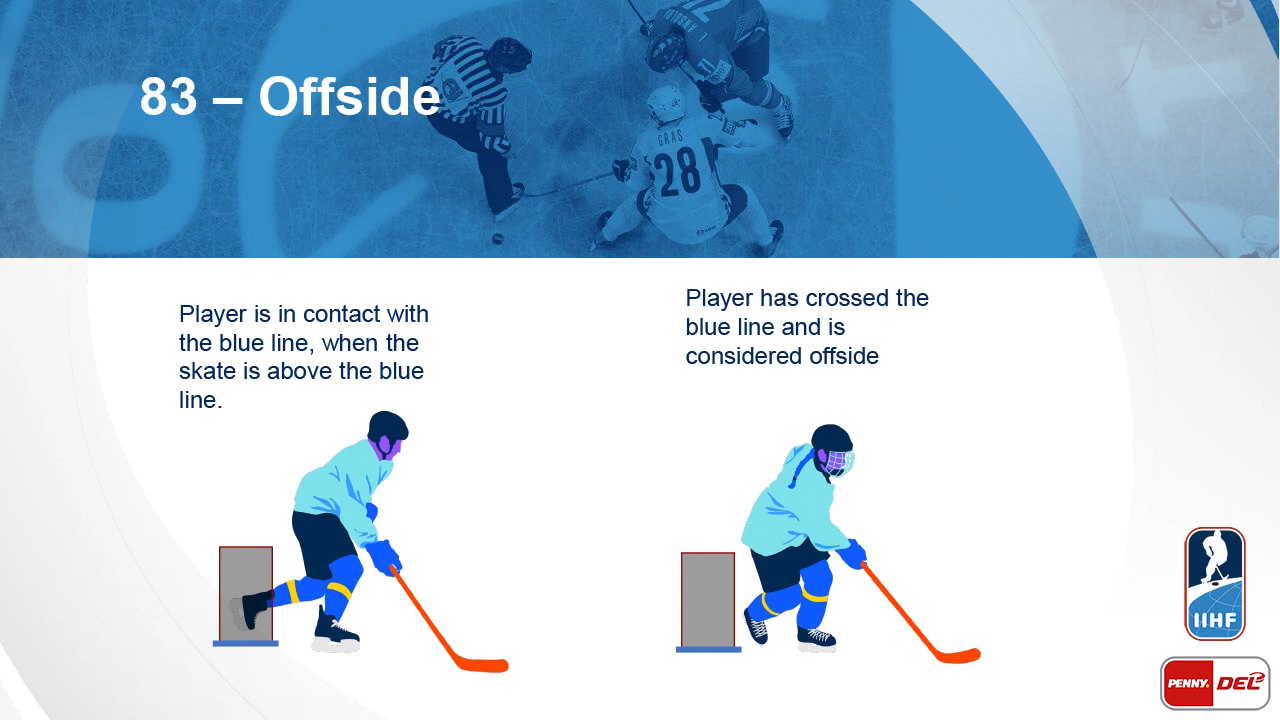 83 – Offside
GRAS
28
Player is in contact with
the blue line, when the
skate is above the blue
line.
Player has crossed the
blue line and is
considered offside
IIHF
PENNY. DEL